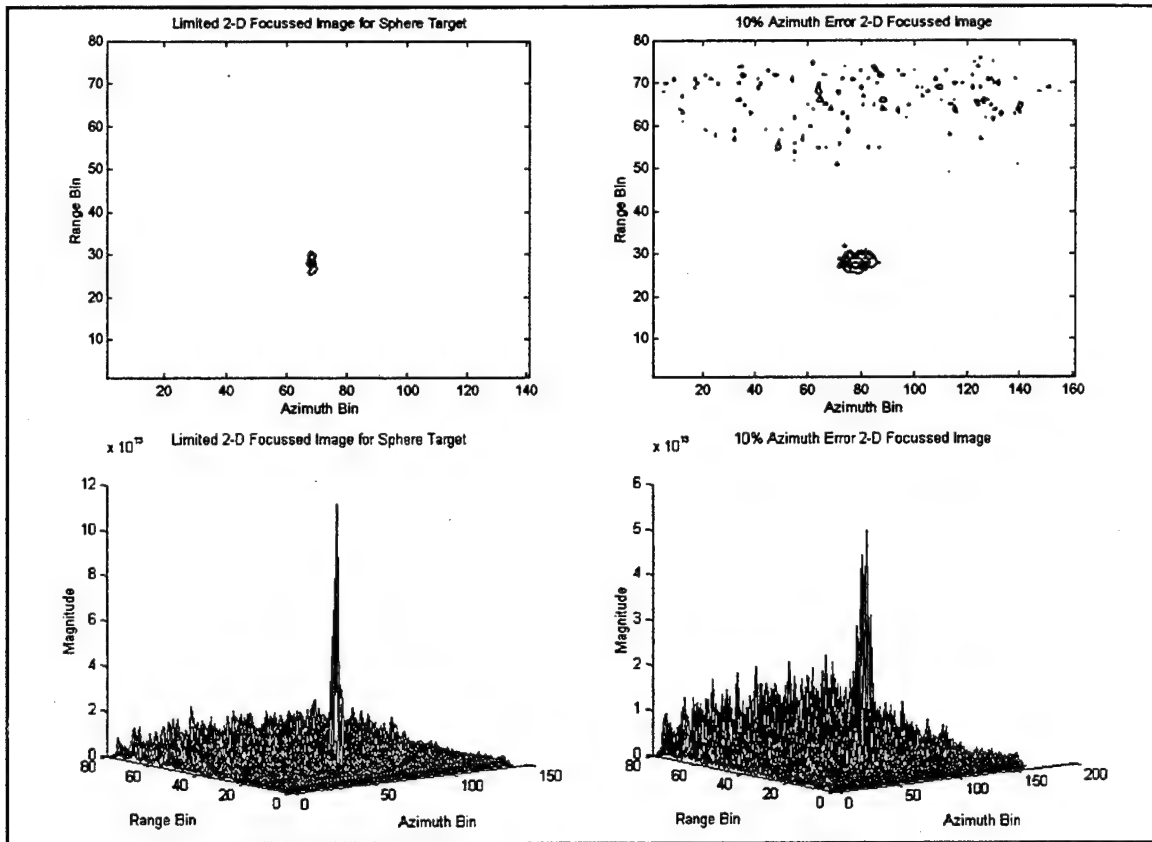 Limited 2-D Focussed Image for Sphere Target
80
70
60
50
40
30
20
10
Range Bin
20 40 60 80 100 120 140
Azimuth Bin
10% Azimuth Error 2-D Focussed Image
80
70
60
50
40
30
20
10
Range Bin
20 40 60 80 100 120 140 160
Azimuth Bin
x 10^13 Limited 2-D Focussed Image for Sphere Target
12
10
8
6
4
2
0
Magnitude
80 60 40 20 0
Range Bin
0 50 100 150
Azimuth Bin
x 10^13 10% Azimuth Error 2-D Focussed Image
6
5
4
3
2
1
0
Magnitude
80 60 40 20 0
Range Bin
0 50 100 150 200
Azimuth Bin